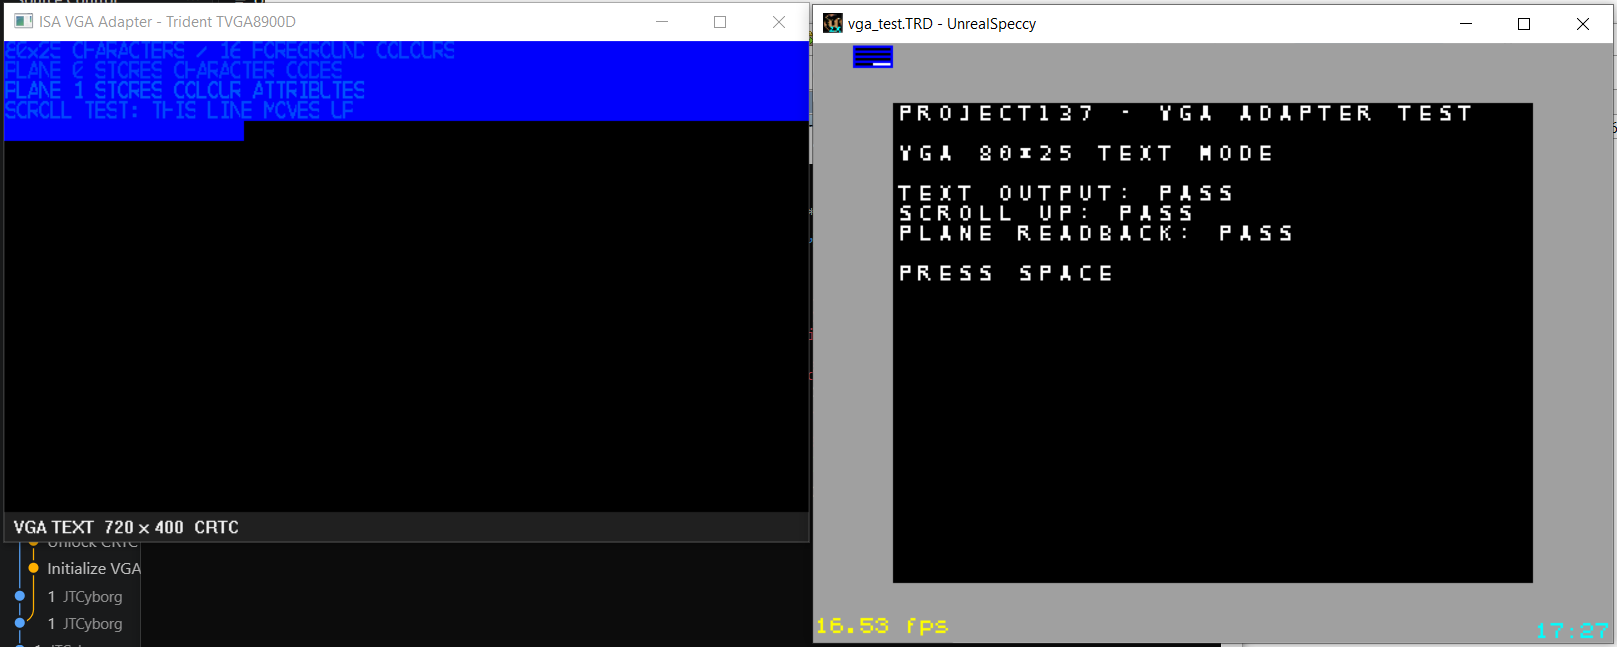 ISA VGA Adapter - Trident TVGA8900D
80x25 CHARACTERS / 16 FOREGROUND COLOURS
PLANE 0 STORES CHARACTER CODES
PLANE 1 STORES COLOUR ATTRIBUTES
SCROLL TEST: THIS LINE MOVES UP
VGA TEXT 720 × 400 CRTC
Unlock CRTC
Initialize VGA
1 JTCyborg
1 JTCyborg
vga_test.TRD - UnrealSpeccy
PROJECT137 - VGA ADAPTER TEST
VGA 80x25 TEXT MODE
TEXT OUTPUT: PASS
SCROLL UP: PASS
PLANE READBACK: PASS
PRESS SPACE
16.53 fps
17:27